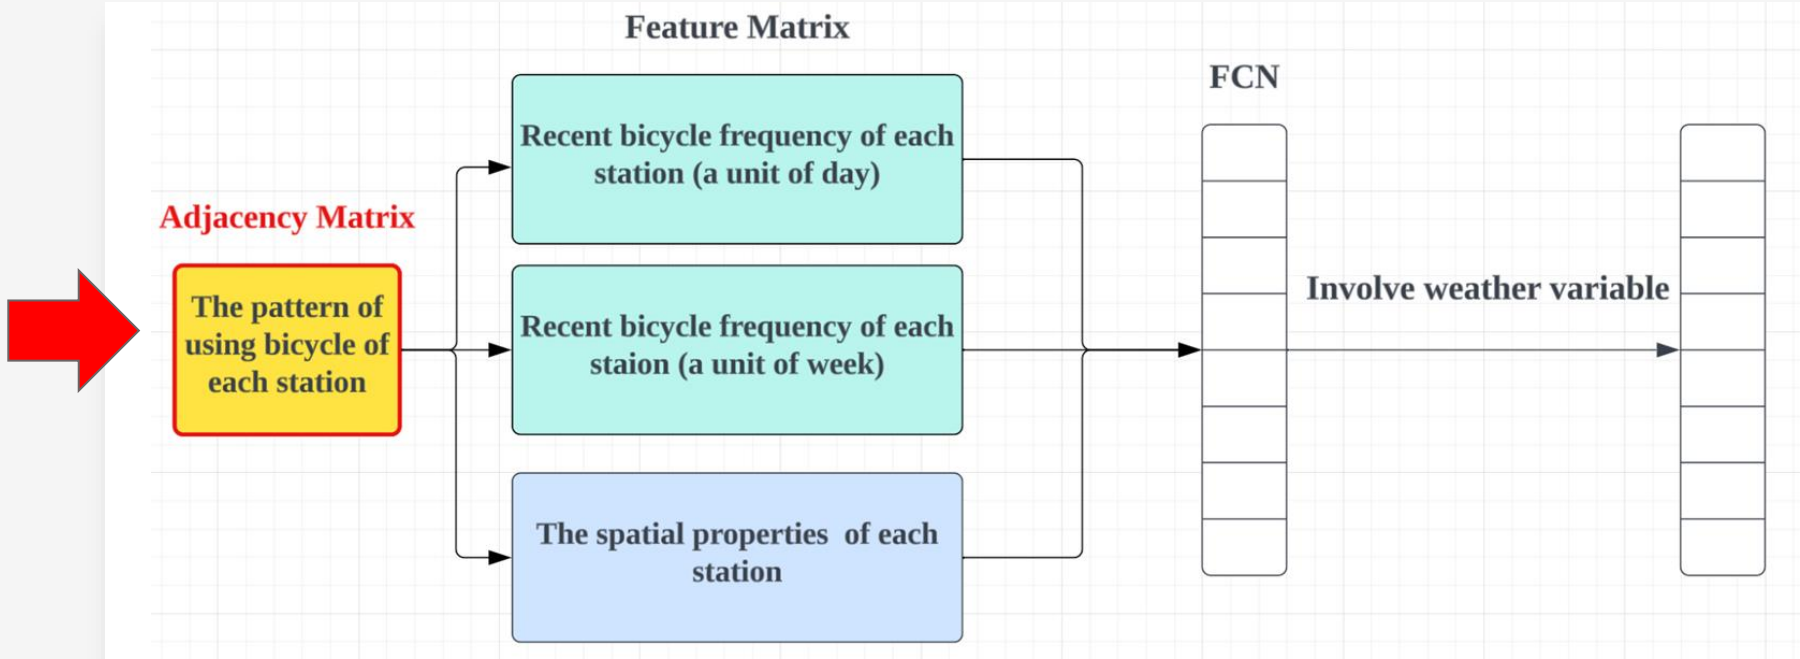 Feature Matrix
FCN
Recent bicycle frequency of each
station (a unit of day)
Adjacency Matrix
The pattern of
using bicycle of
each station
Recent bicycle frequency of each
staion (a unit of week)
Involve weather variable
The spatial properties  of each
station